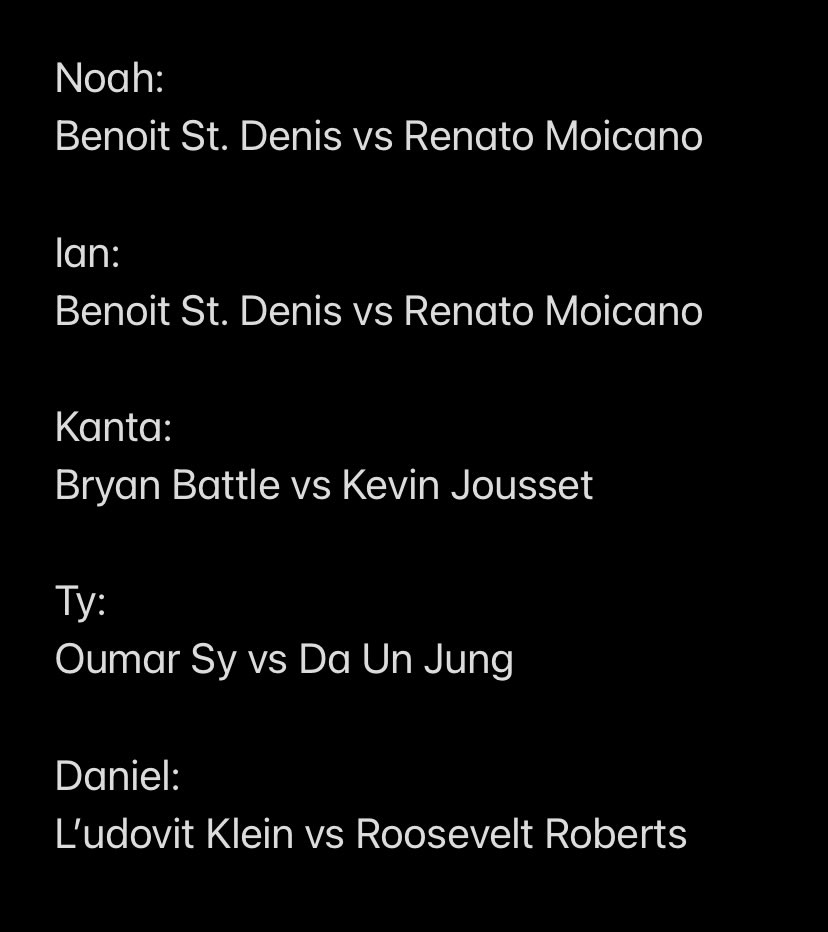 Noah:
Benoit St. Denis vs Renato Moicano
Ian:
Benoit St. Denis vs Renato Moicano
Kanta:
Bryan Battle vs Kevin Jousset
Ty:
Oumar Sy vs Da Un Jung
Daniel:
L’udovit Klein vs Roosevelt Roberts